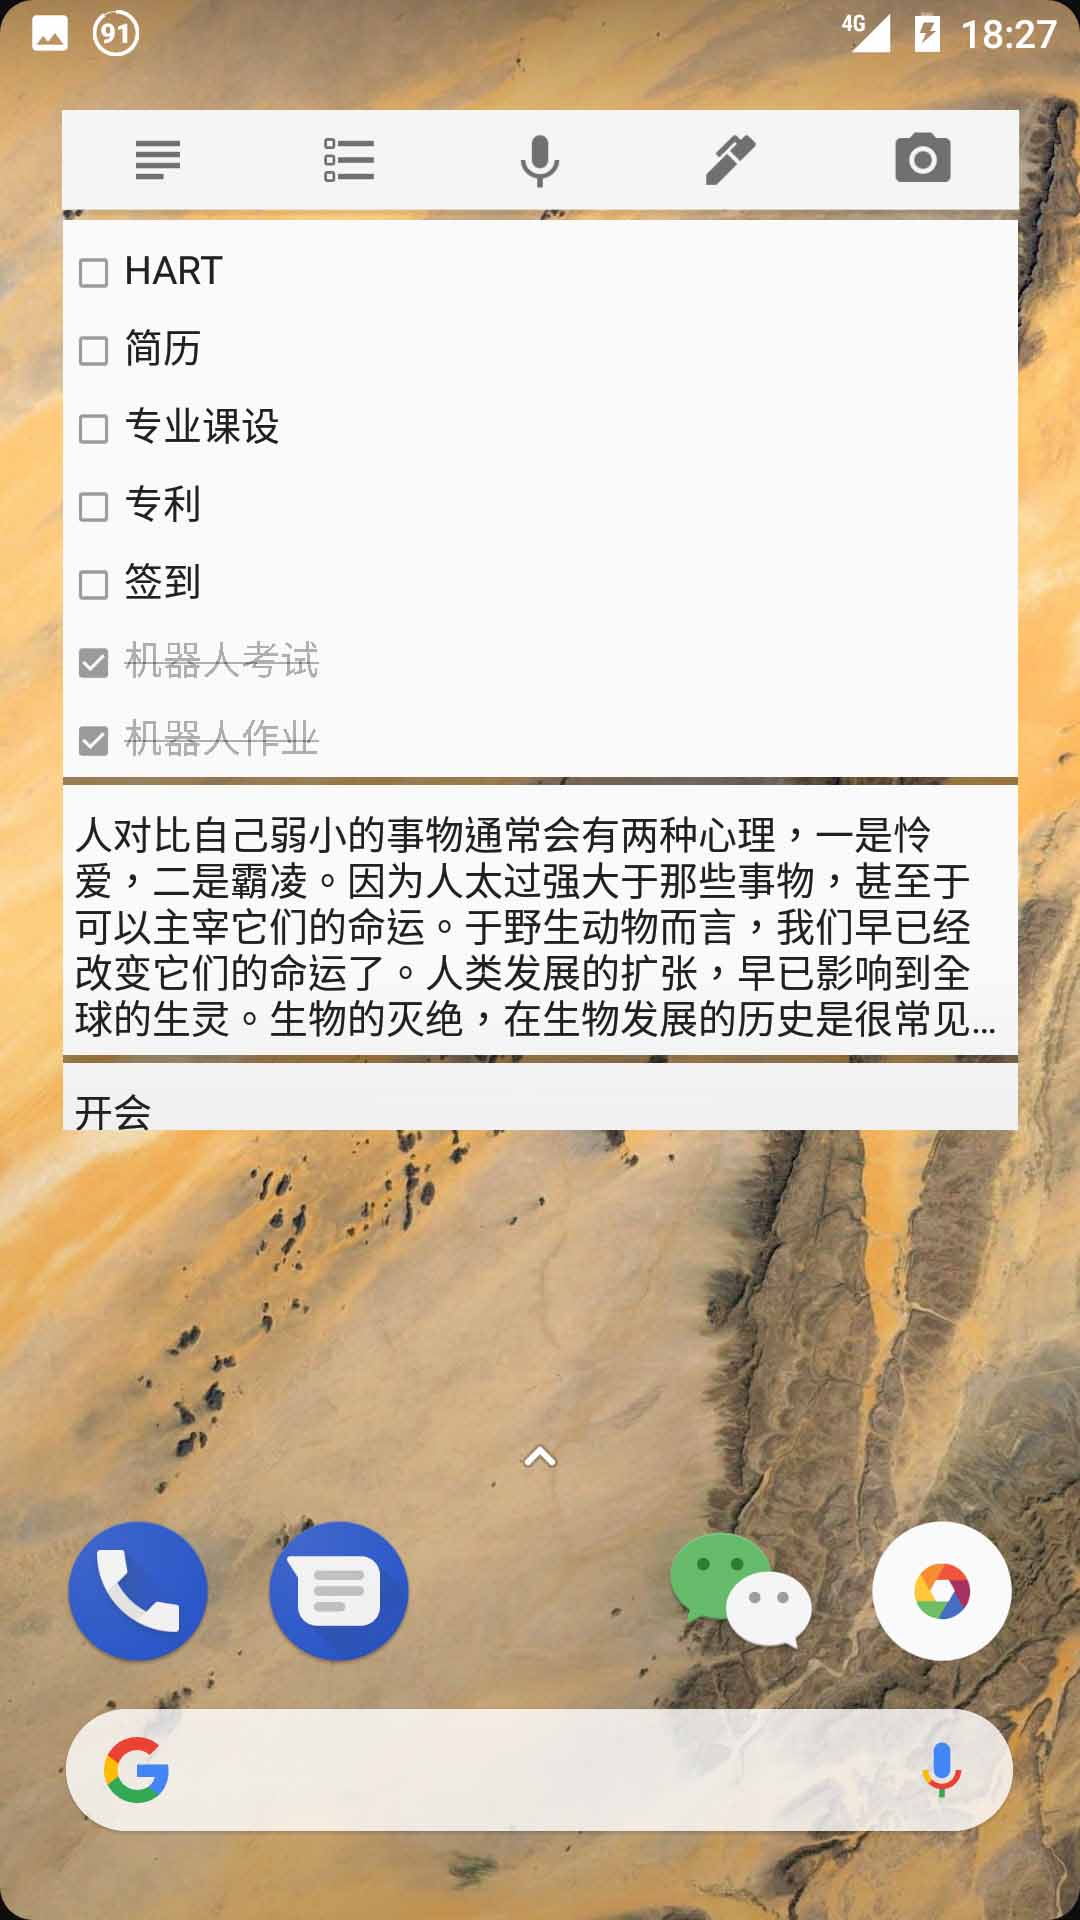 91
4G
18:27
HART
简历
专业课设
专利
签到
机器人考试
机器人作业
人对比自己弱小的事物通常会有两种心理，一是怜
爱，二是霸凌。因为人太过强大于那些事物，甚至于
可以主宰它们的命运。于野生动物而言，我们早已经
改变它们的命运了。人类发展的扩张，早已影响到全
球的生灵。生物的灭绝，在生物发展的历史是很常见...
开会